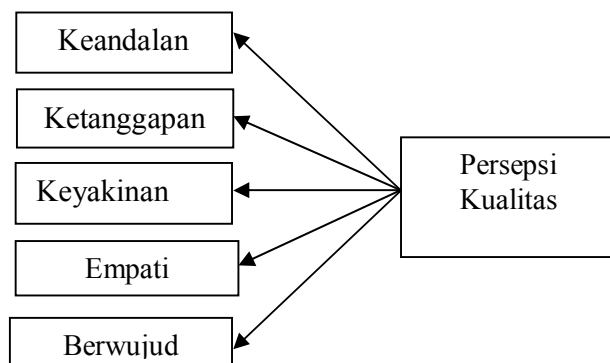 Keandalan
Ketanggapan
Keyakinan
Empati
Berwujud
Persepsi
Kualitas